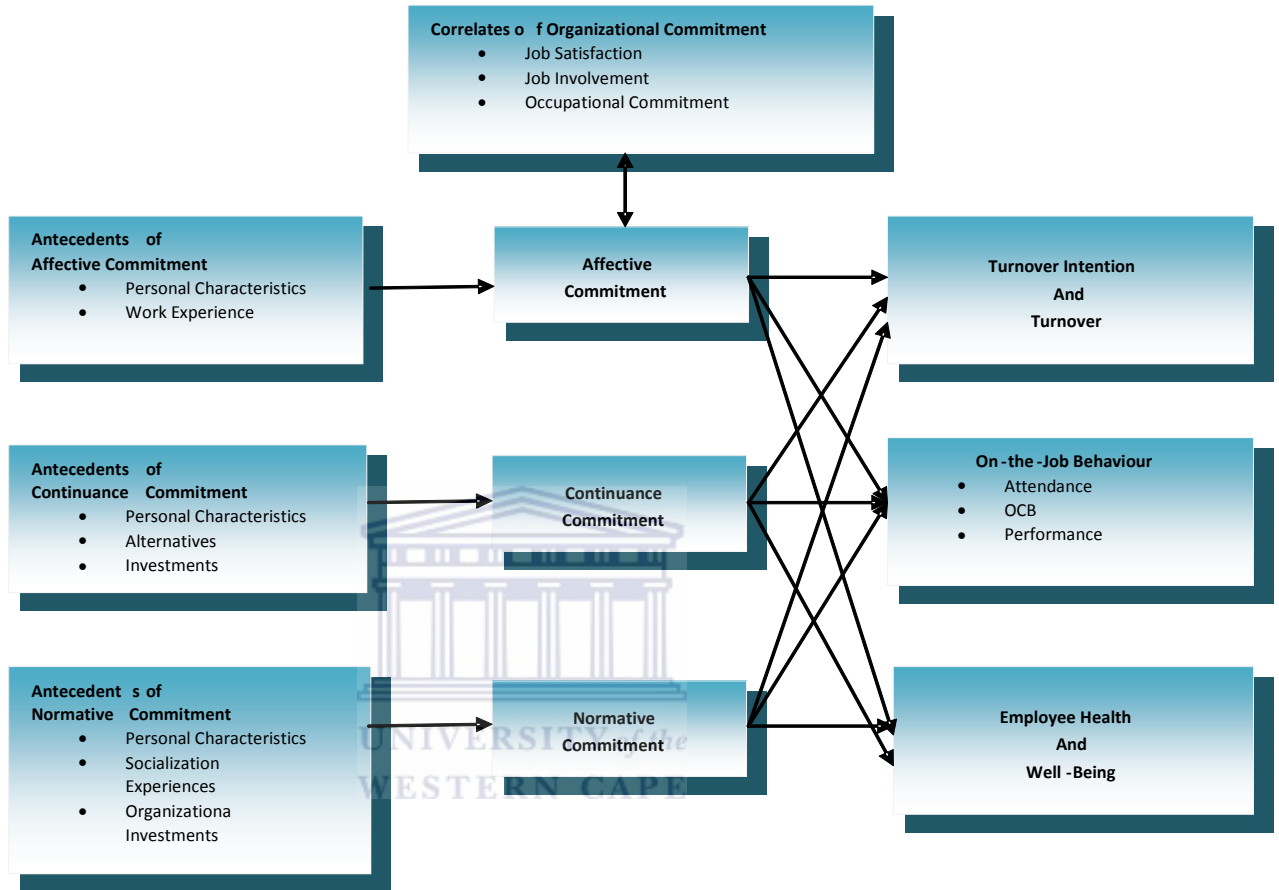 Correlates o f Organizational Commitment
• Job Satisfaction
• Job Involvement
• Occupational Commitment
Antecedents of
Affective Commitment
• Personal Characteristics
• Work Experience
Affective
Commitment
Turnover Intention
And
Turnover
Antecedents of
Continuance Commitment
• Personal Characteristics
• Alternatives
• Investments
Continuance
Commitment
On -the -Job Behaviour
• Attendance
• OCB
• Performance
Antecedent s of
Normative Commitment
• Personal Characteristics
• Socialization
Experiences
• Organizationa
Investments
Normative
Commitment
Employee Health
And
Well -Being
UNIVERSITY of the
WESTERN CAPE